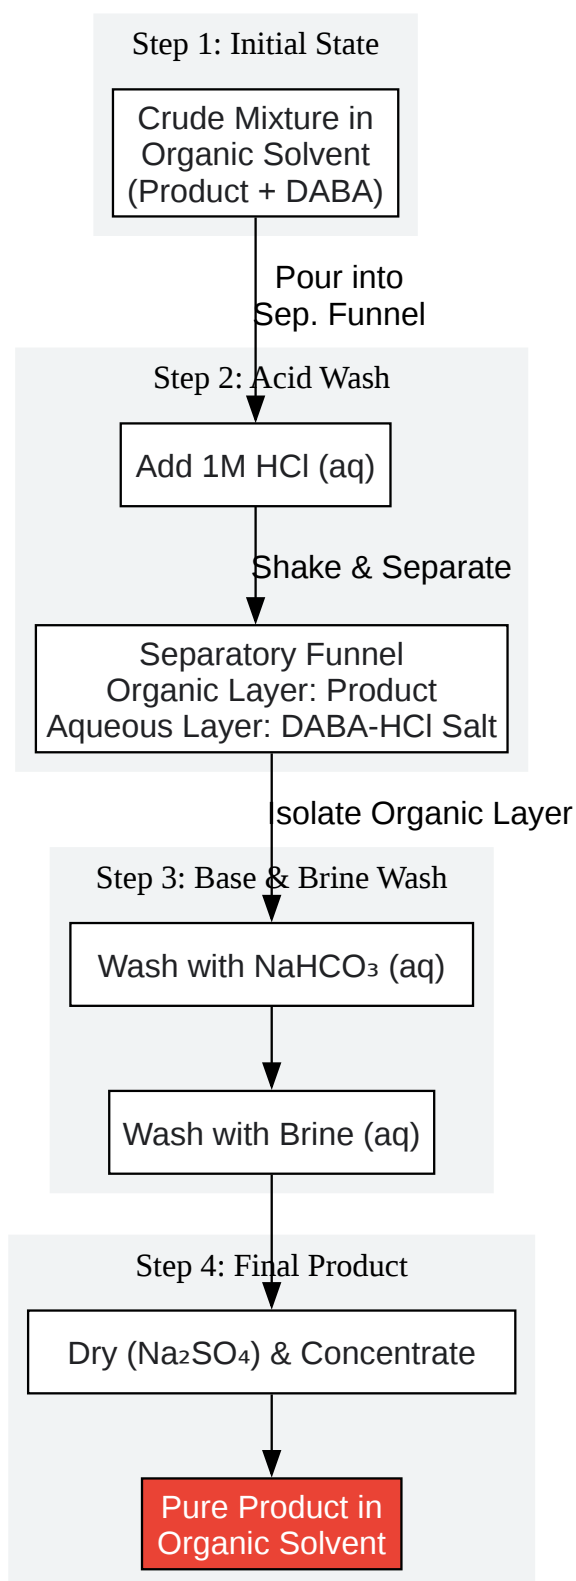 Step 1: Initial State
Crude Mixture in
Organic Solvent
(Product + DABA)
Pour into
Sep. Funnel
Step 2: Acid Wash
Add 1M HCl (aq)
Shake & Separate
Separatory Funnel
Organic Layer: Product
Aqueous Layer: DABA-HCl Salt
Isolate Organic Layer
Step 3: Base & Brine Wash
Wash with NaHCO₃ (aq)
Wash with Brine (aq)
Step 4: Final Product
Dry (Na₂SO₄) & Concentrate
Pure Product in
Organic Solvent